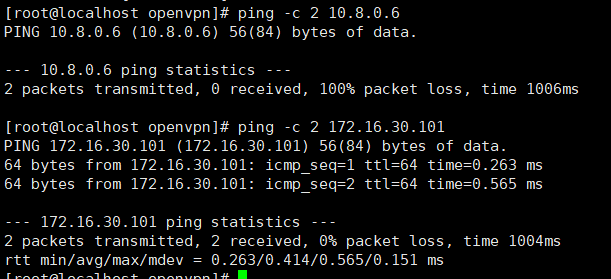 [root@localhost openvpn]# ping -c 2 10.8.0.6
PING 10.8.0.6 (10.8.0.6) 56(84) bytes of data.
--- 10.8.0.6 ping statistics ---
2 packets transmitted, 0 received, 100% packet loss, time 1006ms
[root@localhost openvpn]# ping -c 2 172.16.30.101
PING 172.16.30.101 (172.16.30.101) 56(84) bytes of data.
64 bytes from 172.16.30.101: icmp_seq=1 ttl=64 time=0.263 ms
64 bytes from 172.16.30.101: icmp_seq=2 ttl=64 time=0.565 ms
--- 172.16.30.101 ping statistics ---
2 packets transmitted, 2 received, 0% packet loss, time 1004ms
rtt min/avg/max/mdev = 0.263/0.414/0.565/0.151 ms
[root@localhost openvpn]#